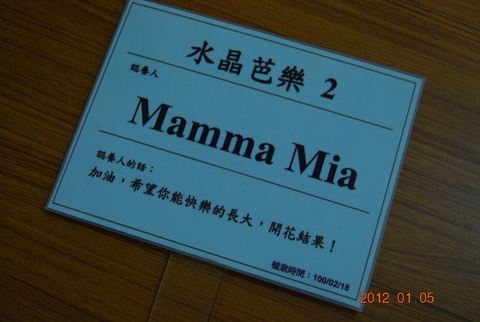 水晶芭樂 2
認養人
Mamma Mia
認養人的話：
加油，希望你能快樂的長大，開花結果！
植栽時間：100/02/18
2012 01 05